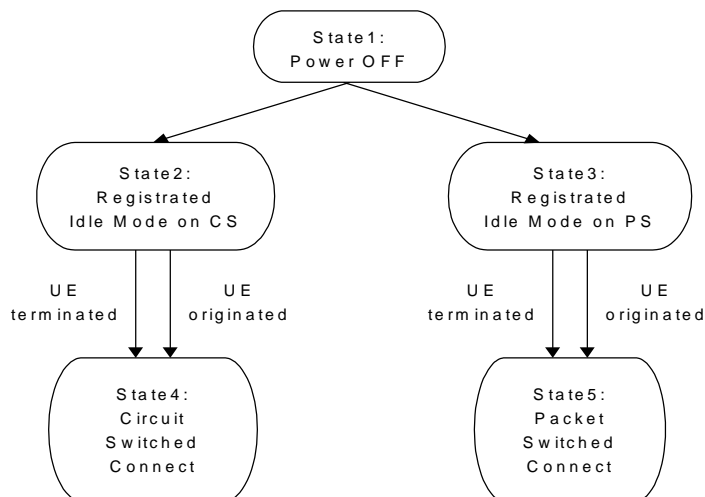 State1:
Power OFF
State2:
Registrated
Idle Mode on CS
State3:
Registrated
Idle Mode on PS
UE
terminated
UE
originated
UE
terminated
UE
originated
State4:
Circuit
Switched
Connect
State5:
Packet
Switched
Connect